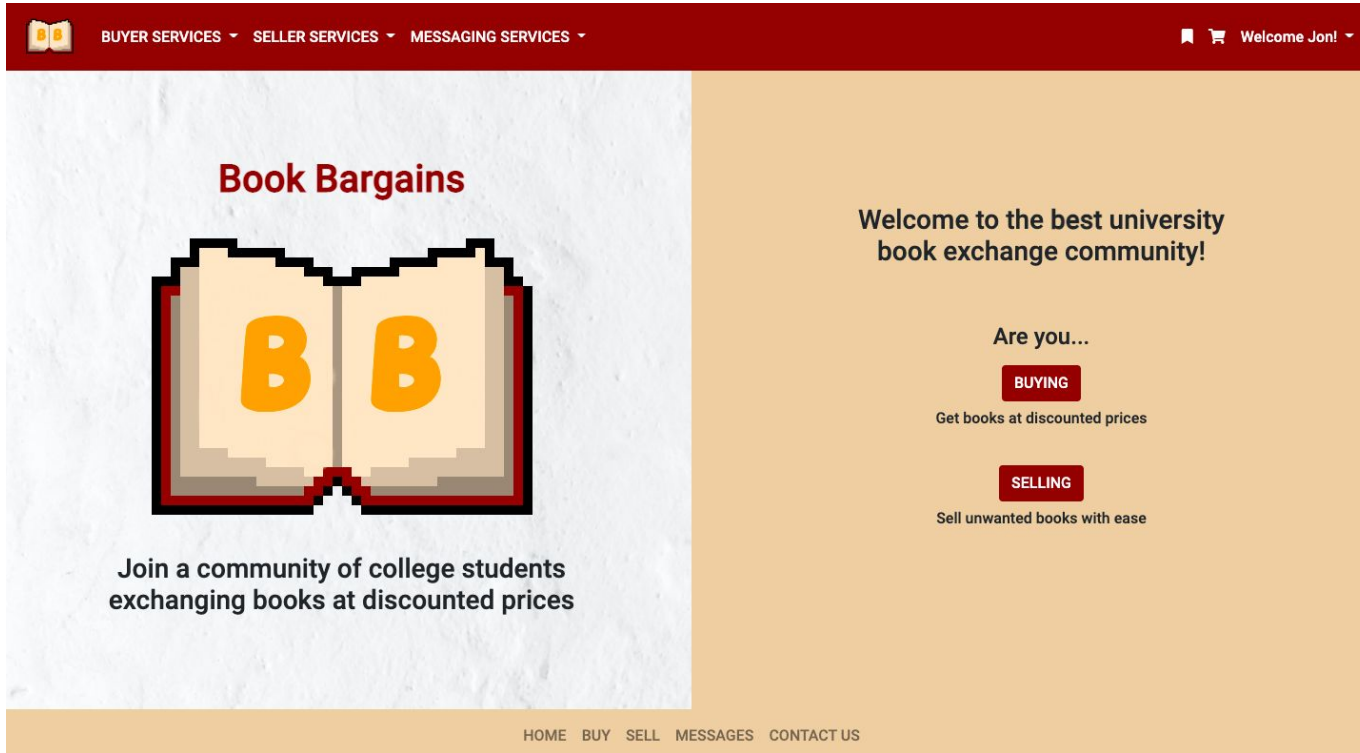 BB
BUYER SERVICES SELLER SERVICES MESSAGING SERVICES
Welcome Jon!
Book Bargains
B B
Join a community of college students
exchanging books at discounted prices
Welcome to the best university
book exchange community!
Are you...
BUYING
Get books at discounted prices
SELLING
Sell unwanted books with ease
HOME BUY SELL MESSAGES CONTACT US